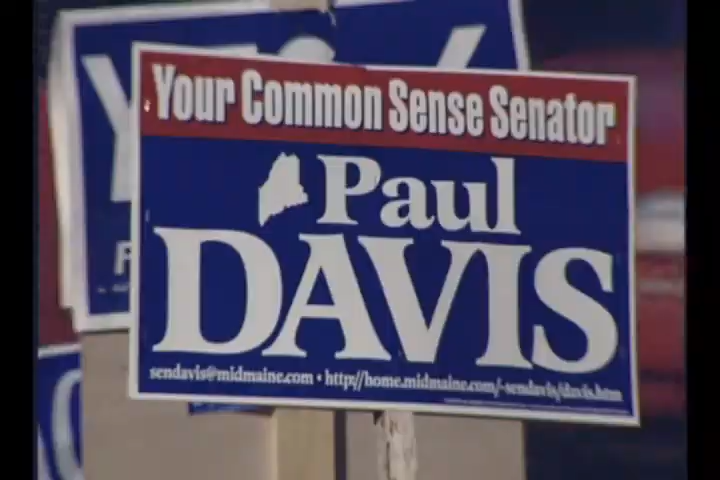 Your Common Sense Senator
Paul
DAVIS
sendavis@midmaine.com • http://home.midmaine.com/~sendavis/davis.htm